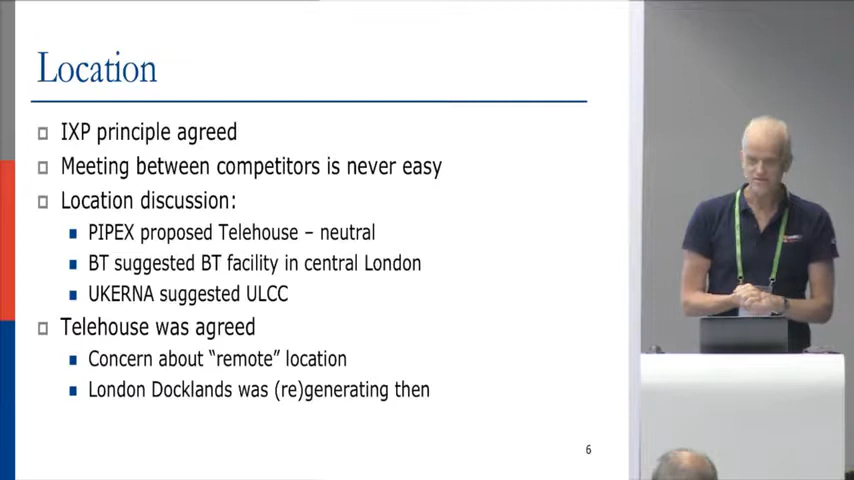 Location
IXP principle agreed
Meeting between competitors is never easy
Location discussion:
PIPEX proposed Telehouse – neutral
BT suggested BT facility in central London
UKERNA suggested ULCC
Telehouse was agreed
Concern about “remote” location
London Docklands was (re)generating then
6